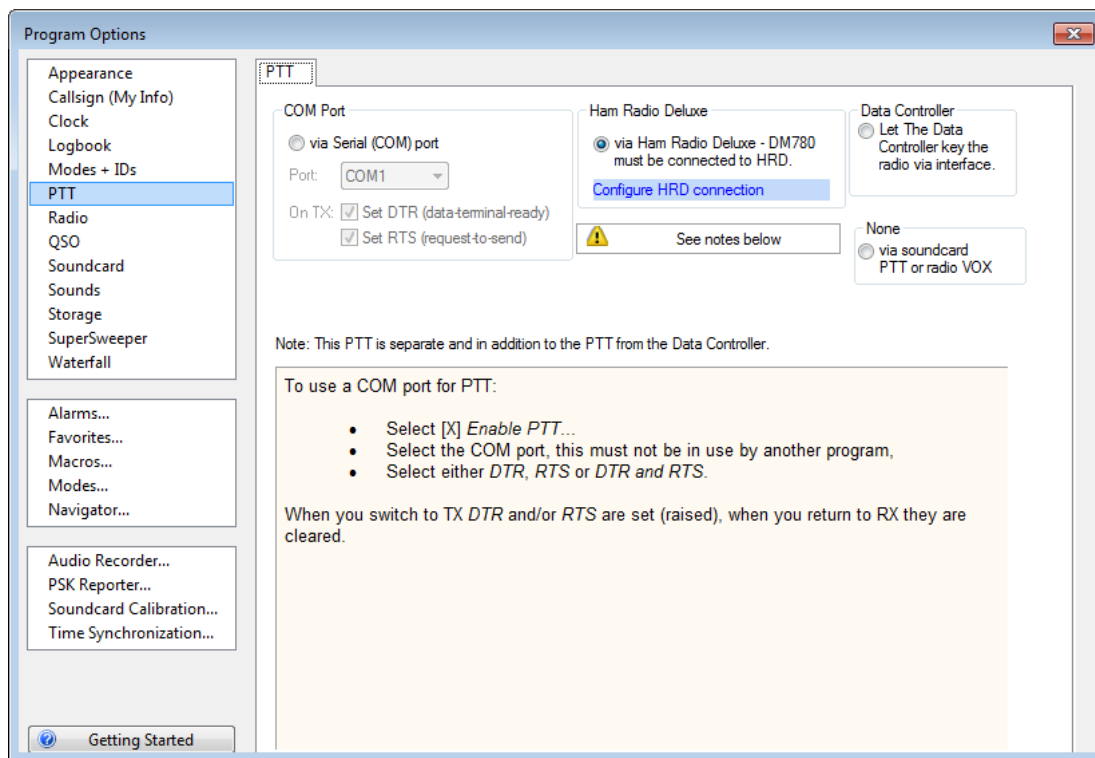 Program Options
Appearance
Callsign (My Info)
Clock
Logbook
Modes + IDs
PTT
Radio
QSO
Soundcard
Sounds
Storage
SuperSweeper
Waterfall
Alarms...
Favorites...
Macros...
Modes...
Navigator...
Audio Recorder...
PSK Reporter...
Soundcard Calibration...
Time Synchronization...
Getting Started
PTT
COM Port
via Serial (COM) port
Port: COM1
On TX: Set DTR (data-terminal-ready)
Set RTS (request-to-send)
Ham Radio Deluxe
via Ham Radio Deluxe - DM780
must be connected to HRD.
Configure HRD connection
See notes below
Data Controller
Let The Data
Controller key the
radio via interface.
None
via soundcard
PTT or radio VOX
Note: This PTT is separate and in addition to the PTT from the Data Controller.
To use a COM port for PTT:
• Select [X] Enable PTT...
• Select the COM port, this must not be in use by another program,
• Select either DTR, RTS or DTR and RTS.
When you switch to TX DTR and/or RTS are set (raised), when you return to RX they are
cleared.